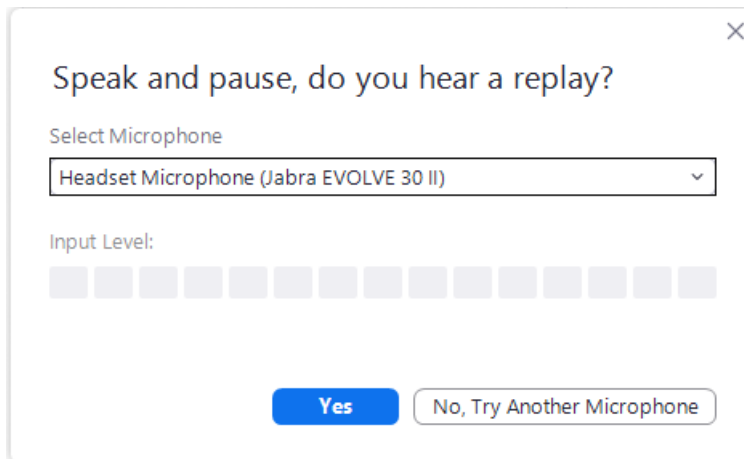 Speak and pause, do you hear a replay?
Select Microphone
Headset Microphone (Jabra EVOLVE 30 II)
Input Level:
Yes
No, Try Another Microphone